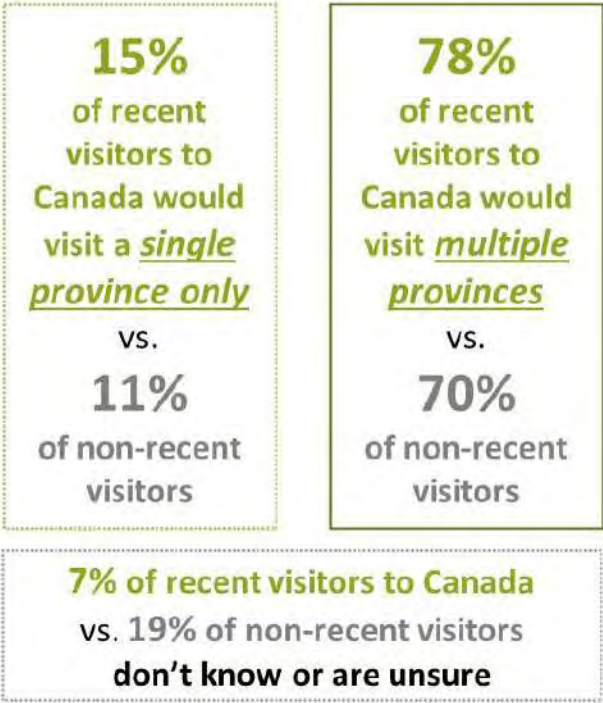 15%
of recent
visitors to
Canada would
visit a single
province only
vs.
11%
of non-recent
visitors
78%
of recent
visitors to
Canada would
visit multiple
provinces
vs.
70%
of non-recent
visitors
7% of recent visitors to Canada
vs. 19% of non-recent visitors
don't know or are unsure